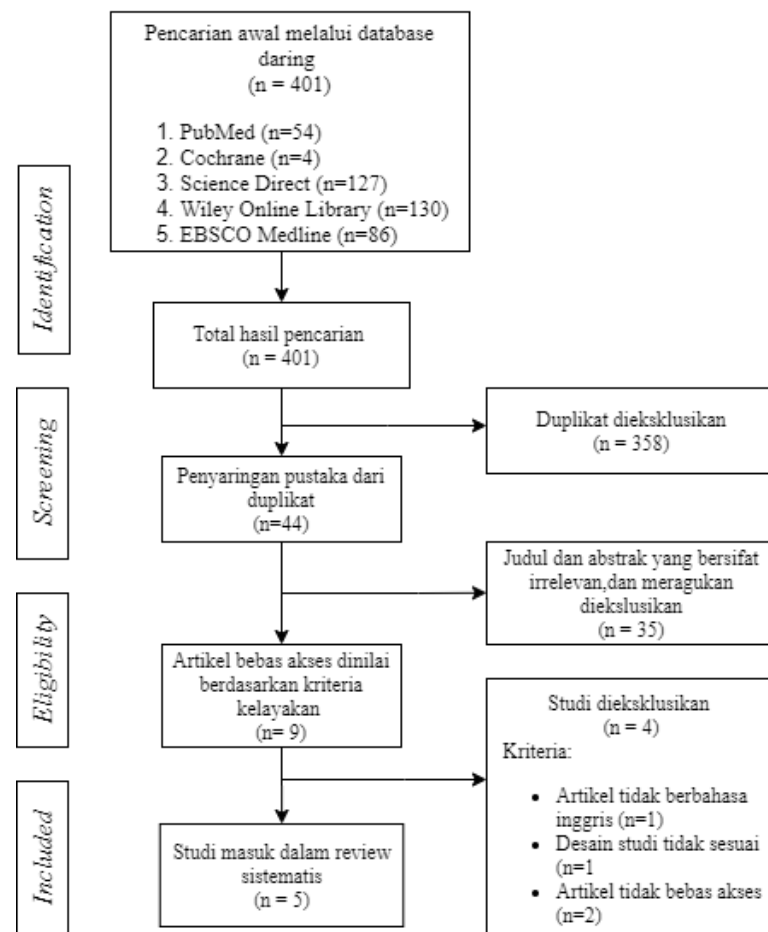 Pencarian awal melalui database
daring
(n = 401)
1. PubMed (n=54)
2. Cochrane (n=4)
3. Science Direct (n=127)
4. Wiley Online Library (n=130)
5. EBSCO Medline (n=86)
Identification
Total hasil pencarian
(n = 401)
Screening
Duplikat dieksklusikan
(n = 358)
Penyaringan pustaka dari
duplikat
(n=44)
Judul dan abstrak yang bersifat
irrelevan,dan meragukan
diekslusikan
(n = 35)
Eligibility
Artikel bebas akses dinilai
berdasarkan kriteria
kelayakan
(n= 9)
Studi dieksklusikan
(n = 4)
Kriteria:
• Artikel tidak berbahasa
inggris (n=1)
• Desain studi tidak sesuai
(n=1
• Artikel tidak bebas akses
(n=2)
Included
Studi masuk dalam review
sistematis
(n = 5)